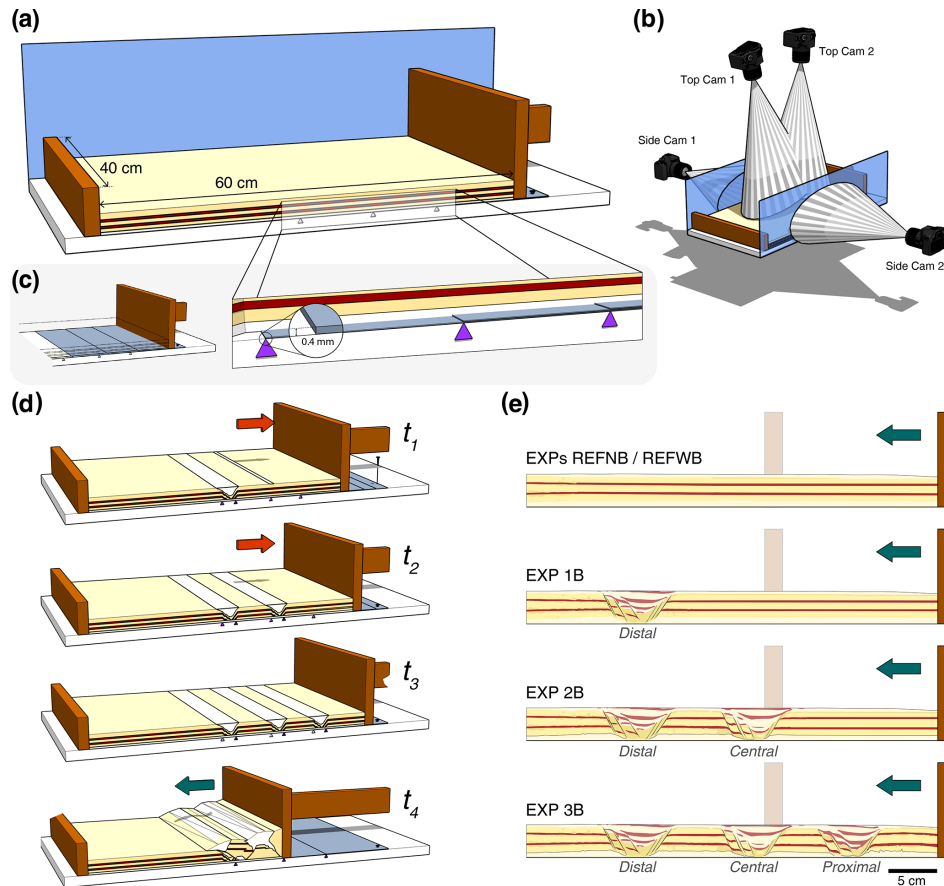 (a)
40 cm
60 cm
(b)
Top Cam 1
Top Cam 2
Side Cam 1
Side Cam 2
(c)
0.4 mm
(d)
t1
t2
t3
t4
(e)
EXPs REFNB / REFWB
EXP 1B
Distal
EXP 2B
Distal
Central
EXP 3B
Distal
Central
Proximal
5 cm